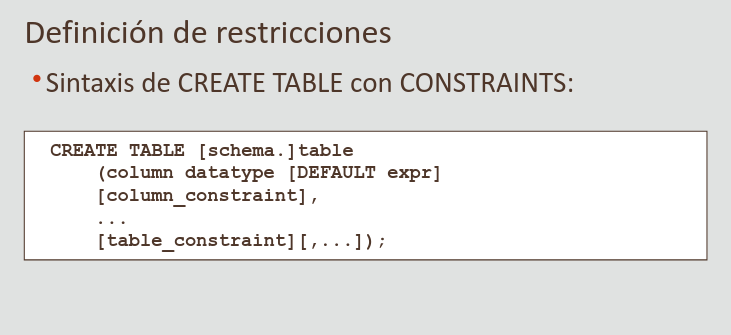 Definición de restricciones
•Sintaxis de CREATE TABLE con CONSTRAINTS:
CREATE TABLE [schema.]table
(column datatype [DEFAULT expr]
[column_constraint],
...
[table_constraint][,...]);